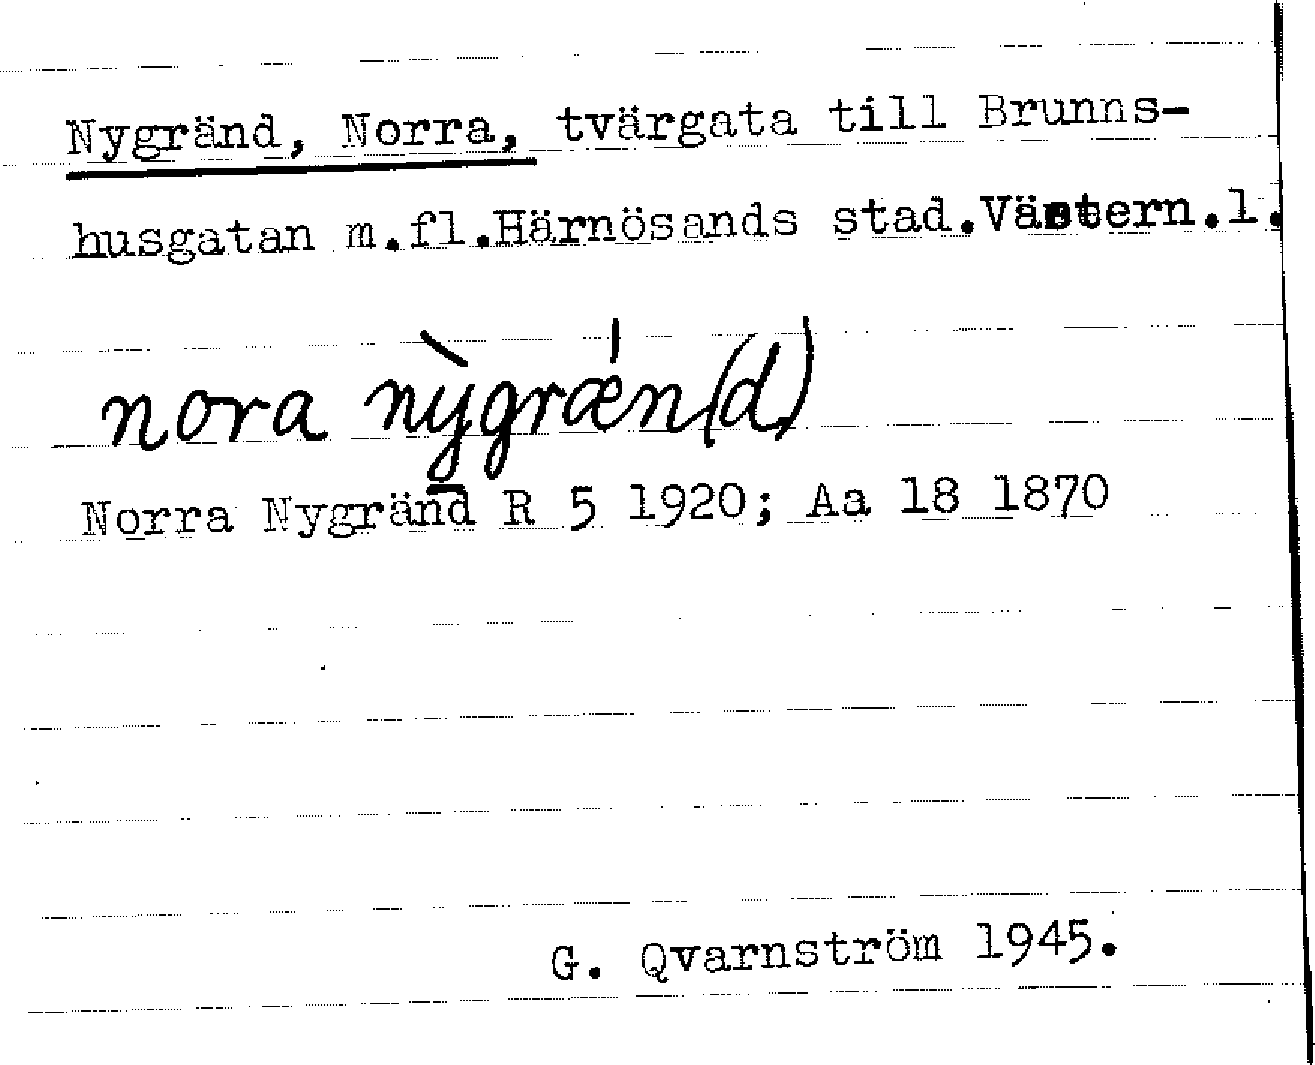 Nygränd, Norra, tvärgata till Brunns-
husgatan m.fl.Härnösands stad.Västern.l.
nora nỳgrǽn(d)
Norra Nygränd R 5 1920; Aa 18 1870
G. Qvarnström 1945.